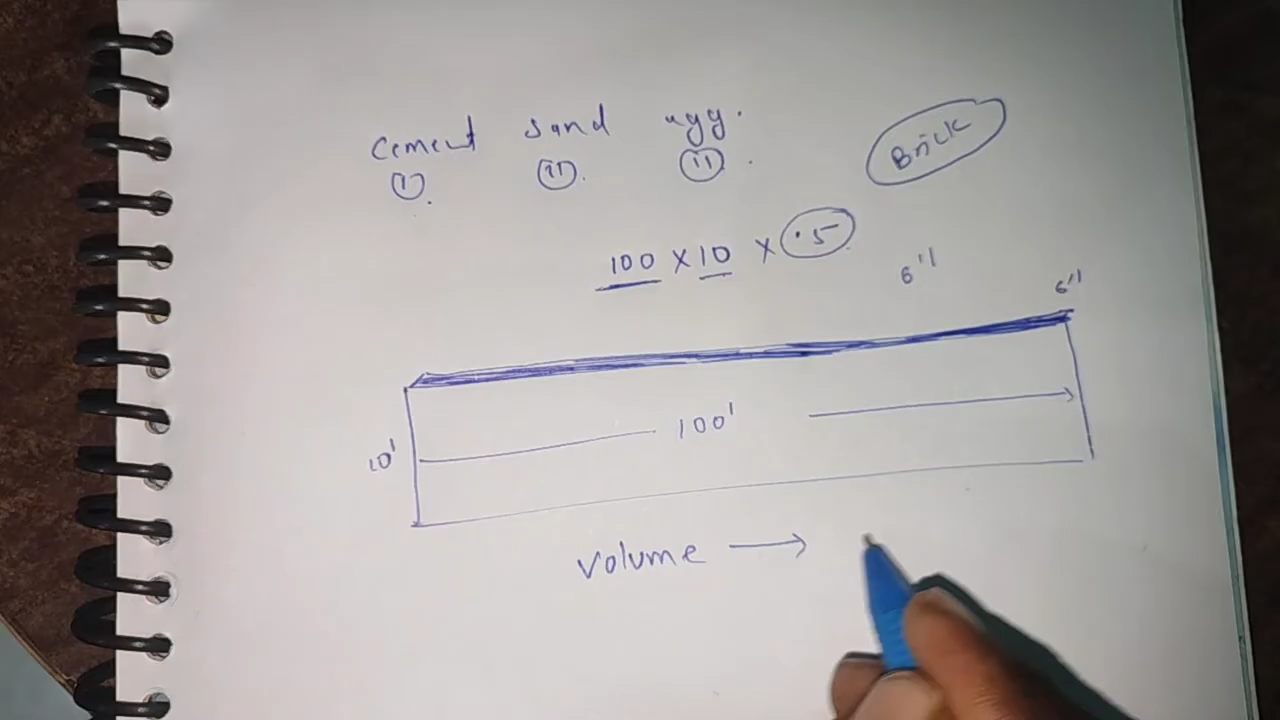 cement sand agg.
(1). (11). (11).
Brick
100 x 10 x .5
6"
6"
10' 100'
volume →